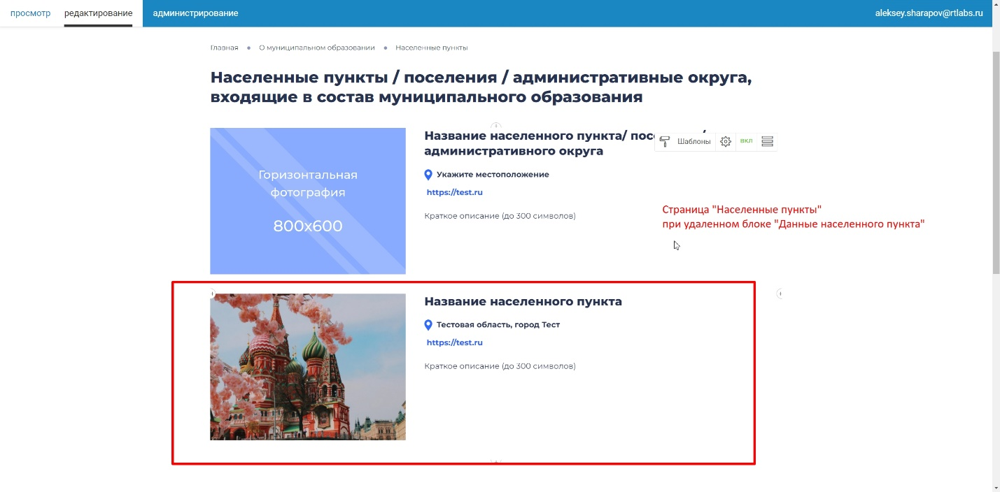 просмотр редактирование администрирование aleksey.sharapov@rtlabs.ru
Главная О муниципальном образовании Населенные пункты
Населенные пункты / поселения / административные округа,
входящие в состав муниципального образования
Горизонтальная
фотография
800x600
Название населенного пункта/
административного округа
Шаблоны ВКЛ
Укажите местоположение
https://test.ru
Краткое описание (до 300 символов)
Страница "Населенные пункты"
при удаленном блоке "Данные населенного пункта"
Название населенного пункта
Тестовая область, город Тест
https://test.ru
Краткое описание (до 300 символов)